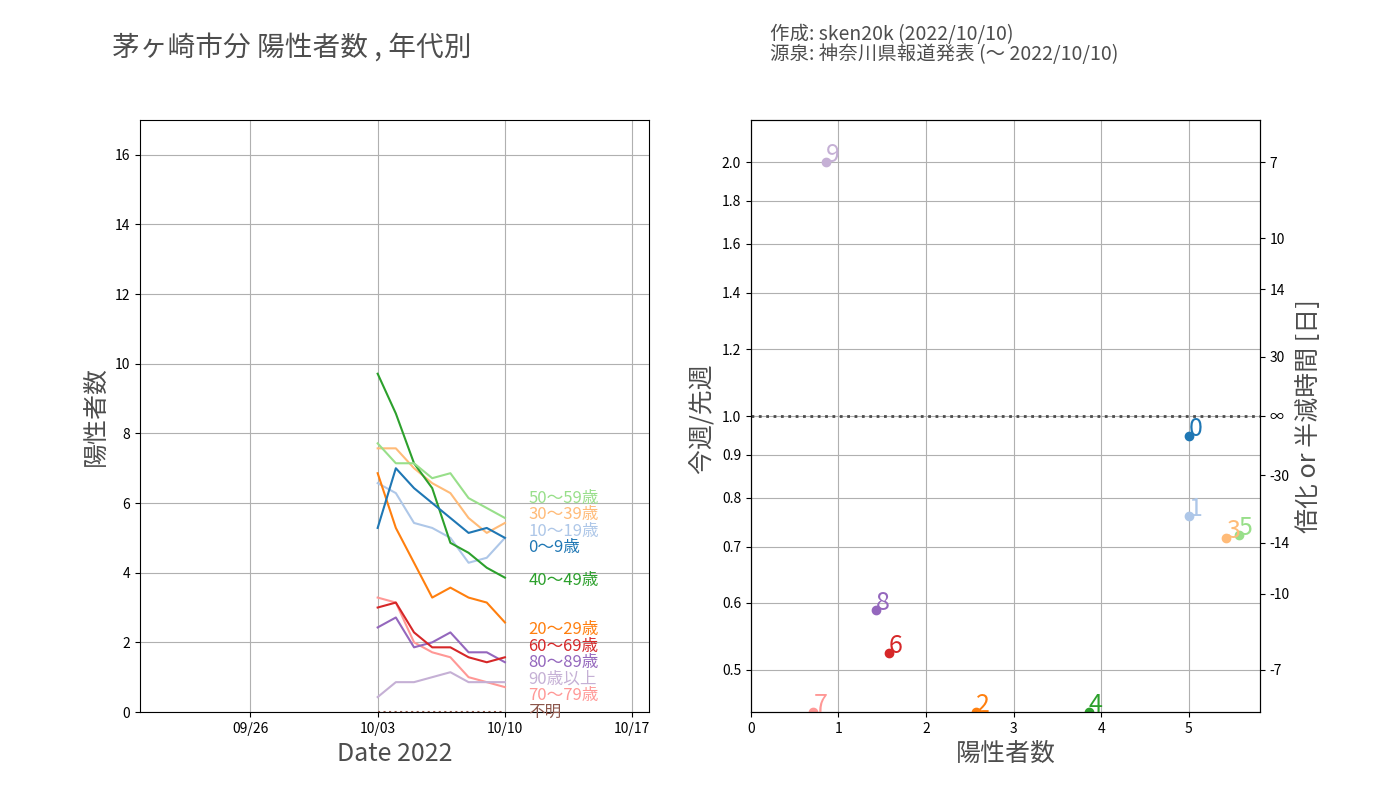 茅ヶ崎市分 陽性者数 , 年代別
作成: sken20k (2022/10/10)
源泉: 神奈川県報道発表 (〜 2022/10/10)
陽性者数
16
14
12
10
8
6
4
2
0
50〜59歳
30〜39歳
10〜19歳
0〜9歳
40〜49歳
20〜29歳
60〜69歳
80〜89歳
90歳以上
70〜79歳
不明
09/26
10/03
10/10
10/17
Date 2022
今週/先週
2.0
1.8
1.6
1.4
1.2
1.0
0.9
0.8
0.7
0.6
0.5
9
0
1
3
5
8
6
7
2
4
0
1
2
3
4
5
陽性者数
7
10
14
30
∞
-30
-14
-10
-7
倍化 or 半減時間 [日]